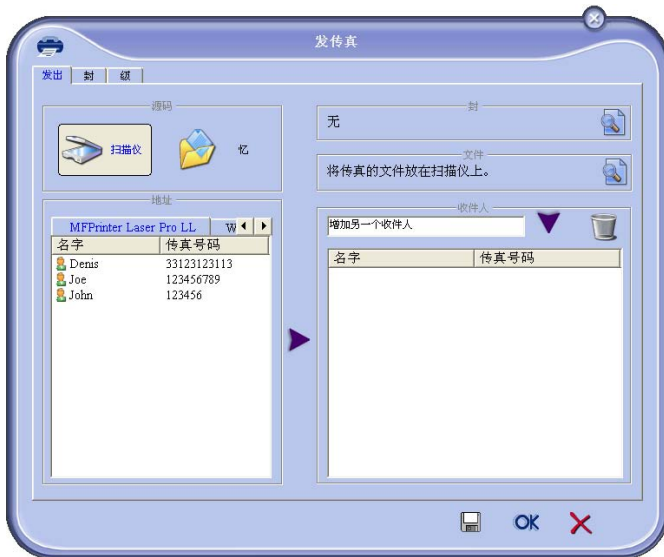 发传真
发出 封 级
源码
扫描仪
忆
地址
MFPrinter Laser Pro LL W
名字 传真号码
Denis 33123123113
Joe 123456789
John 123456
封
无
文件
将传真的文件放在扫描仪上。
收件人
增加另一个收件人
名字 传真号码
OK